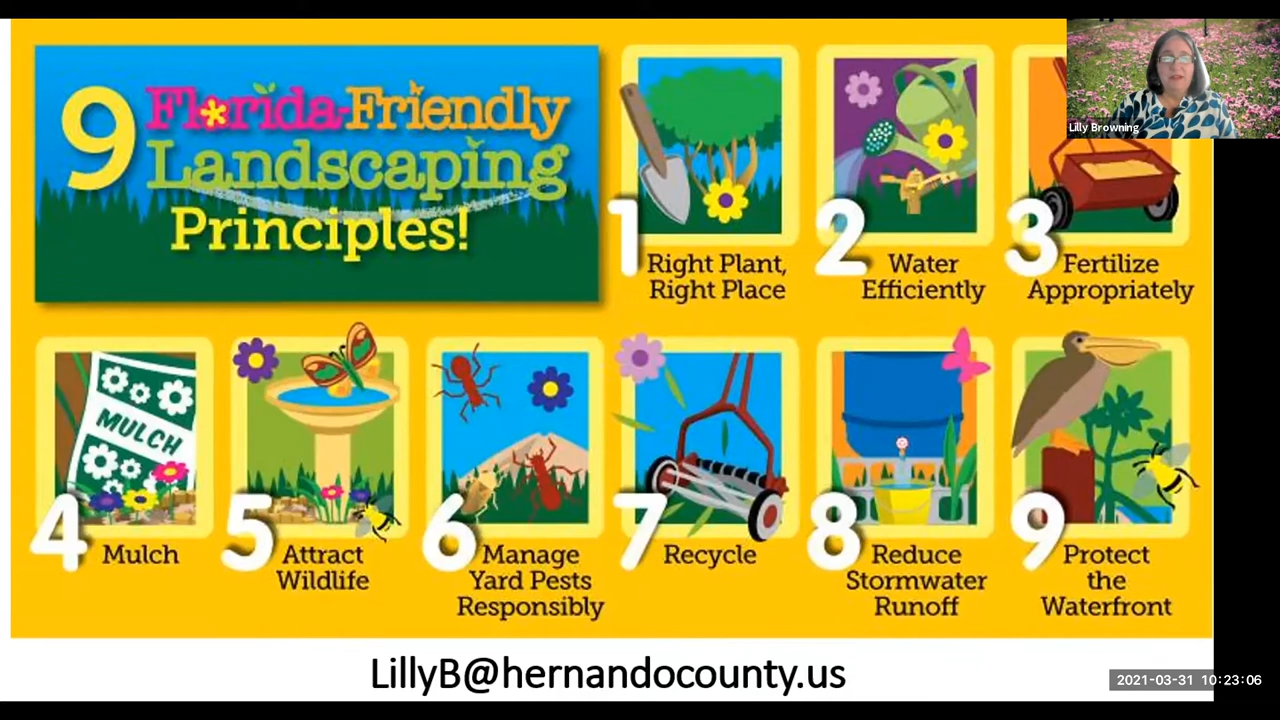 9 Florida-Friendly
Landscaping
Principles!
Lilly Browning
1
Right Plant,
Right Place
2
Water
Efficiently
3
Fertilize
Appropriately
MULCH
4
Mulch
5
Attract
Wildlife
6
Manage
Yard Pests
Responsibly
7
Recycle
8
Reduce
Stormwater
Runoff
9
Protect
the
Waterfront
LillyB@hernandocounty.us
2021-03-31 10:23:06